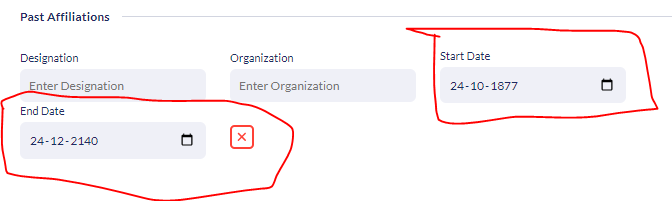 Past Affiliations
Designation
Organization
Start Date
Enter Designation
Enter Organization
24-10-1877
End Date
24-12-2140